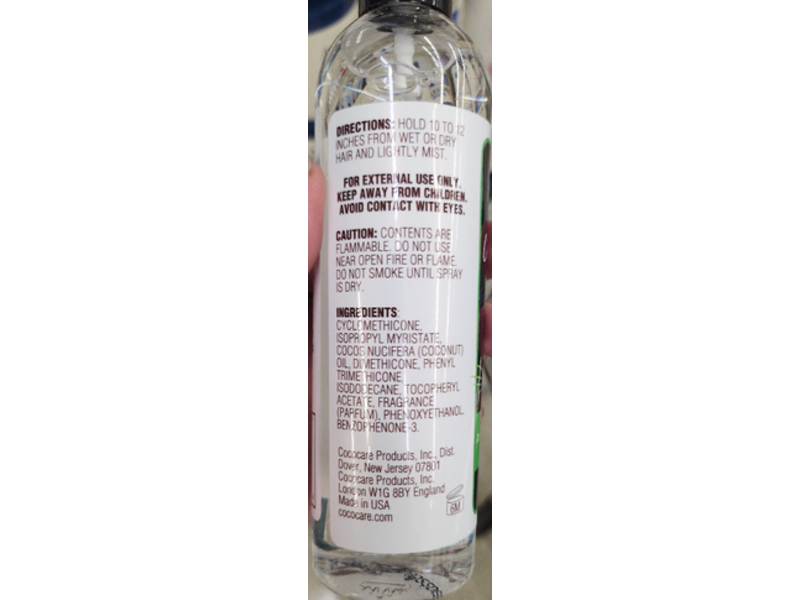 DIRECTIONS: HOLD 10 TO 12
INCHES FROM WET OR DRY
HAIR AND LIGHTLY MIST.
FOR EXTERNAL USE ONLY.
KEEP AWAY FROM CHILDREN.
AVOID CONTACT WITH EYES.
CAUTION: CONTENTS ARE
FLAMMABLE. DO NOT USE
NEAR OPEN FIRE OR FLAME.
DO NOT SMOKE UNTIL SPRAY
IS DRY.
INGREDIENTS:
CYCLOMETHICONE,
ISOPROPYL MYRISTATE,
COCOS NUCIFERA (COCONUT)
OIL, DIMETHICONE, PHENYL
TRIMETHICONE,
ISODODECANE, TOCOPHERYL
ACETATE, FRAGRANCE
(PARFUM), PHENOXYETHANOL,
BENZOPHENONE-3.
Cococare Products, Inc., Dist.
Dover, New Jersey 07801
Cococare Products, Inc.
London W1G 8BY England
Made in USA
cococare.com
6M